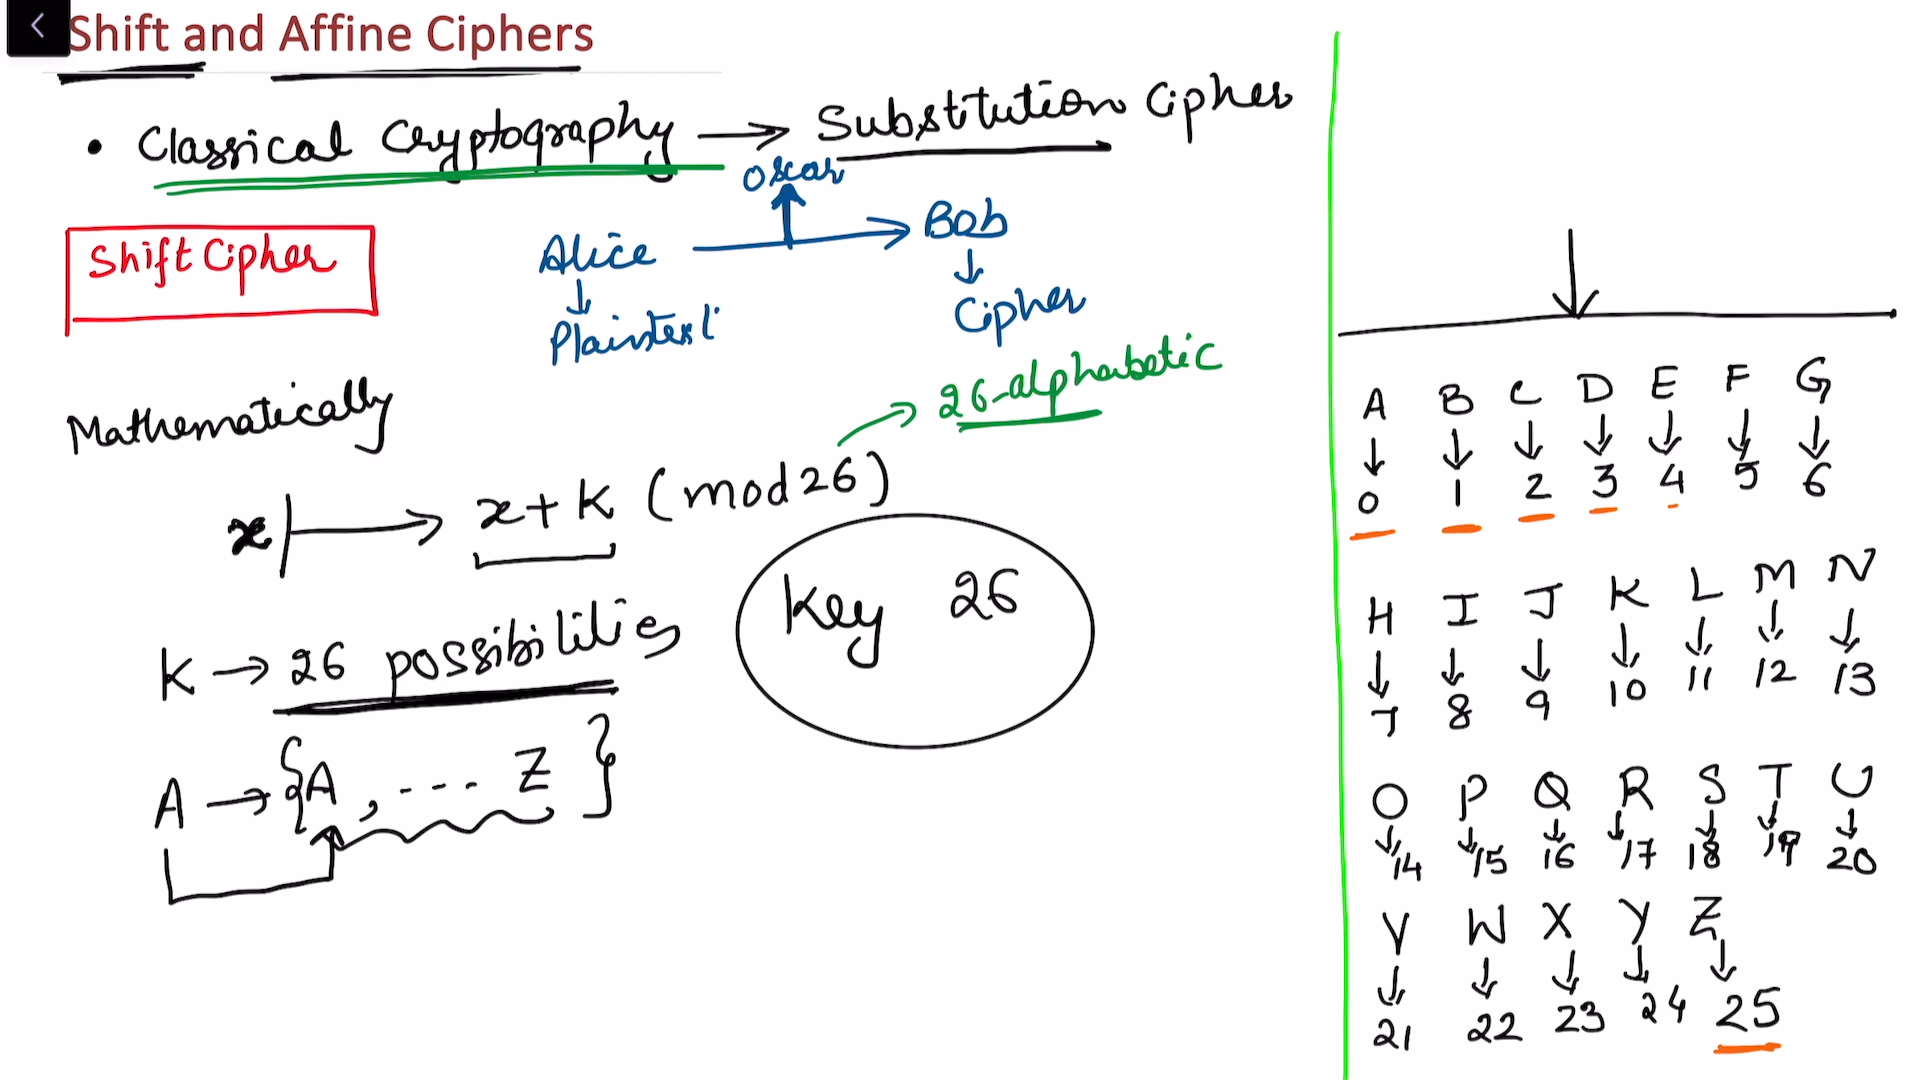 Shift and Affine Ciphers
• Classical Cryptography → Substitution Cipher
Oscar
Shift Cipher
Alice → Bob
↓ ↓
Plaintext Cipher
Mathematically
26-alphabetic
x ↦ x + K (mod 26)
Key 26
K → 26 possibilities
A → {A, ---- Z}
A B C D E F G
↓ ↓ ↓ ↓ ↓ ↓ ↓
0 1 2 3 4 5 6
H I J K L M N
↓ ↓ ↓ ↓ ↓ ↓ ↓
7 8 9 10 11 12 13
O P Q R S T U
↓ ↓ ↓ ↓ ↓ ↓ ↓
14 15 16 17 18 19 20
V W X Y Z
↓ ↓ ↓ ↓ ↓
21 22 23 24 25